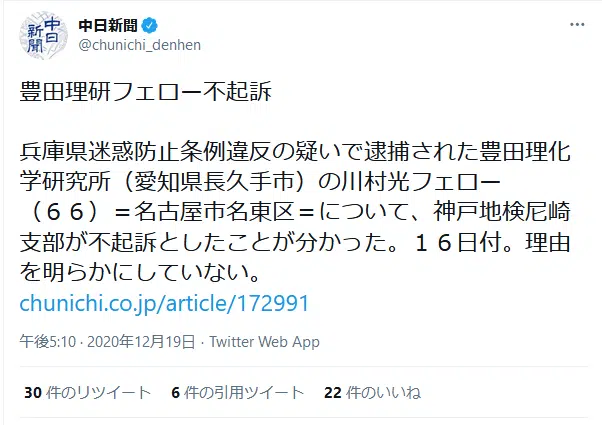 中日
新聞
中日新聞
@chunichi_denhen
豊田理研フェロー不起訴
兵庫県迷惑防止条例違反の疑いで逮捕された豊田理化
学研究所（愛知県長久手市）の川村光フェロー
（６６）＝名古屋市名東区＝について、神戸地検尼崎
支部が不起訴としたことが分かった。１６日付。理由
を明らかにしていない。
chunichi.co.jp/article/172991
午後5:10 · 2020年12月19日 · Twitter Web App
30 件のリツイート 6 件の引用ツイート 22 件のいいね